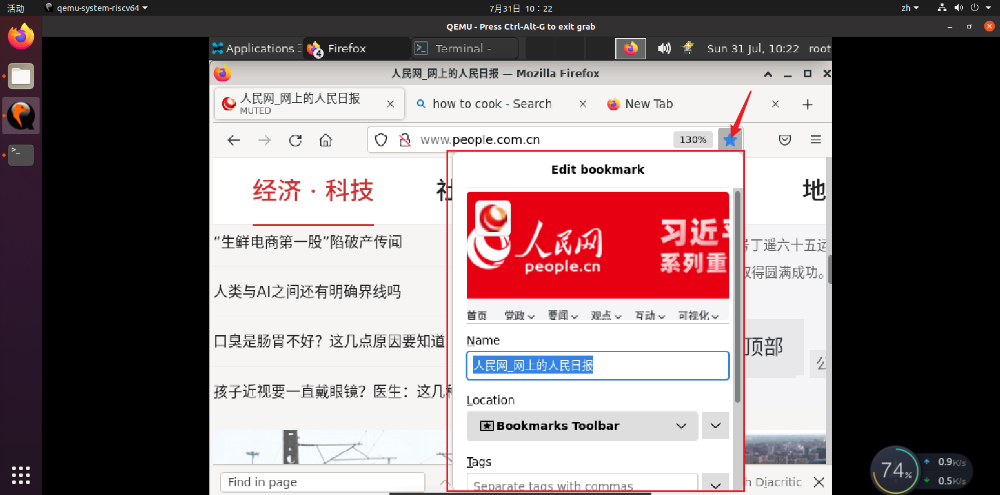 活动
qemu-system-riscv64
7月31日 10：22
zh
QEMU - Press Ctrl-Alt-G to exit grab
Applications
4
Firefox
Terminal -
Sun 31 Jul, 10:22
root
人民网_网上的人民日报 — Mozilla Firefox
人民网_网上的人民日报
MUTED
how to cook - Search
New Tab
www.people.com.cn
130%
Edit bookmark
经济 · 科技
社
地
人民网
people.cn
习近平
系列重
首页
党政
要闻
观点
互动
可视化
“生鲜电商第一股”陷破产传闻
人类与AI之间还有明确界线吗
口臭是肠胃不好？这几点原因要知道
孩子近视要一直戴眼镜？医生：这几种
号丁遥六十五运
取得圆满成功。
顶部
公
Name
人民网_网上的人民日报
Location
Bookmarks Toolbar
Tags
Separate tags with commas
Find in page
h Diacritic
74%
0.9K/s
0.5K/s